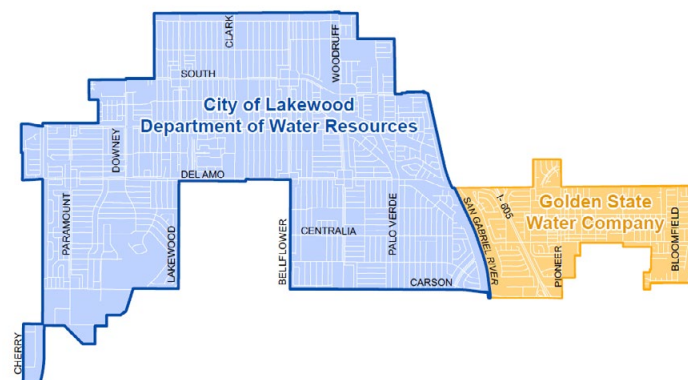 CLARK
WOODRUFF
SOUTH
City of Lakewood
Department of Water Resources
DOWNEY
DEL AMO
PARAMOUNT
LAKEWOOD
BELLFLOWER
CENTRALIA
PALO VERDE
CARSON
SAN GABRIEL RIVER
I- 605
Golden State
Water Company
PIONEER
BLOOMFIELD
CHERRY